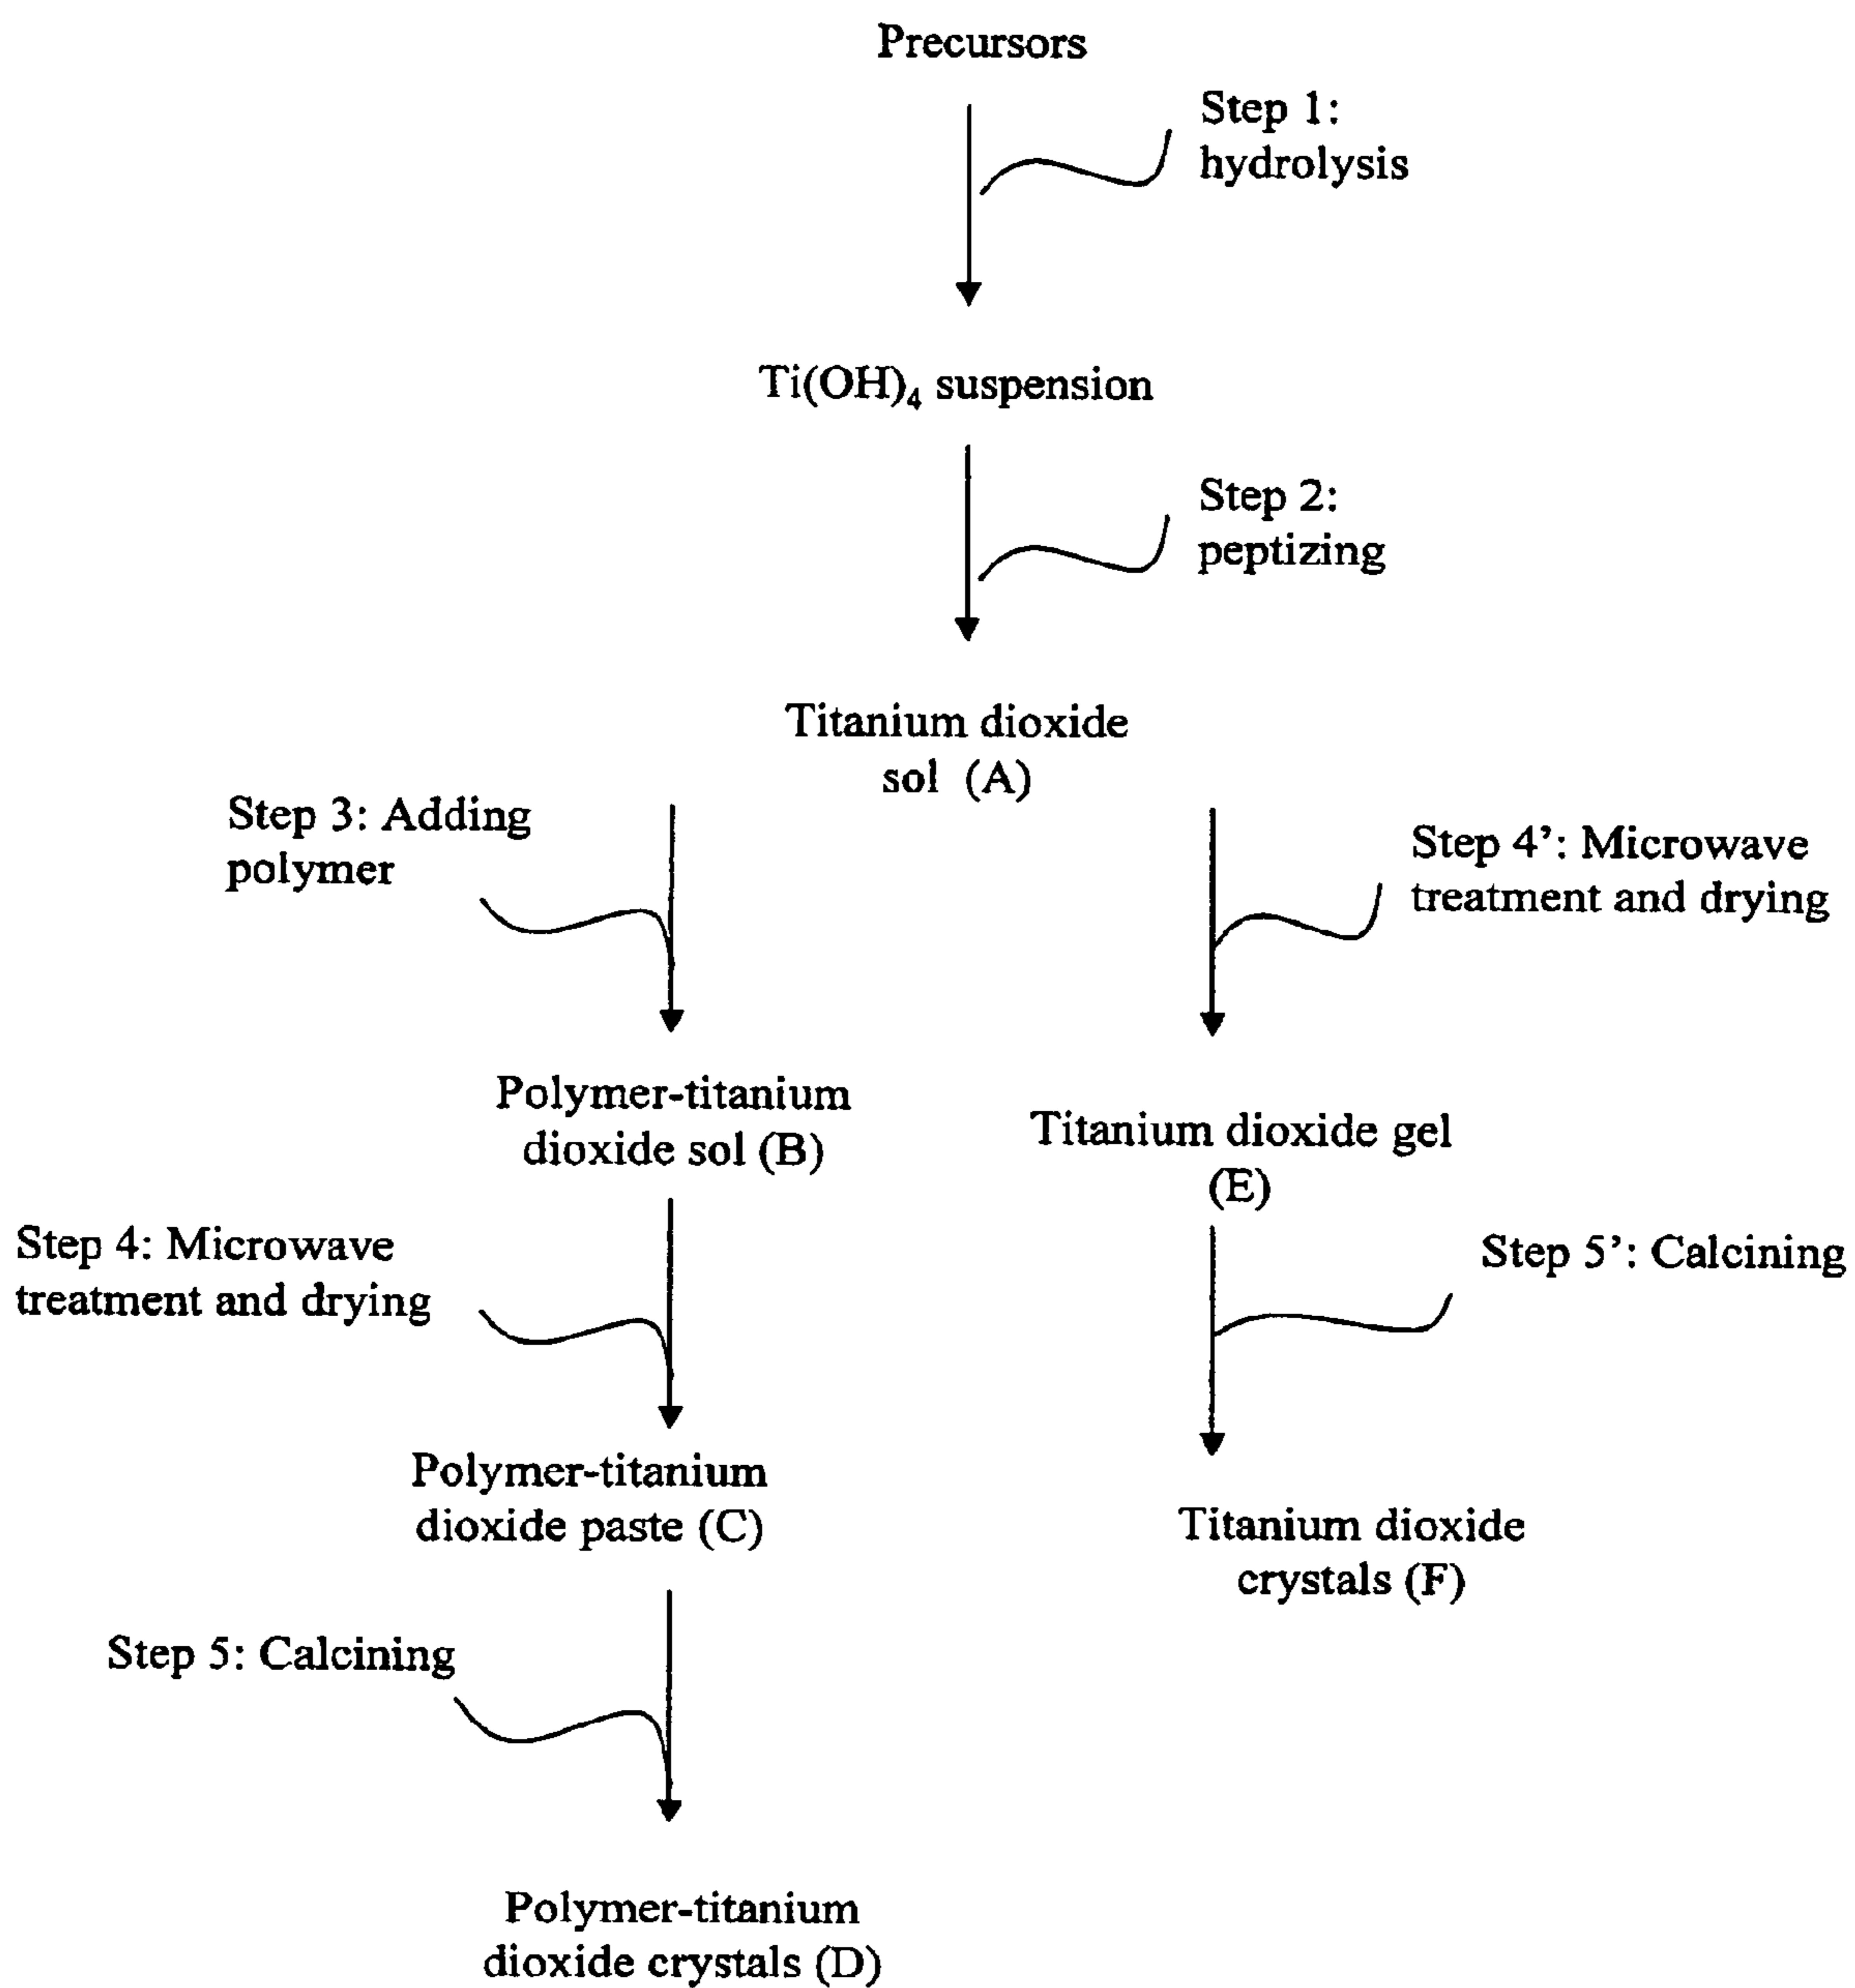 Precursors
Step 1:
hydrolysis
Ti(OH)₄ suspension
Step 2:
peptizing
Titanium dioxide
sol (A)
Step 3: Adding
polymer
Step 4’: Microwave
treatment and drying
Polymer-titanium
dioxide sol (B)
Titanium dioxide gel
(E)
Step 4: Microwave
treatment and drying
Step 5’: Calcining
Polymer-titanium
dioxide paste (C)
Titanium dioxide
crystals (F)
Step 5: Calcining
Polymer-titanium
dioxide crystals (D)